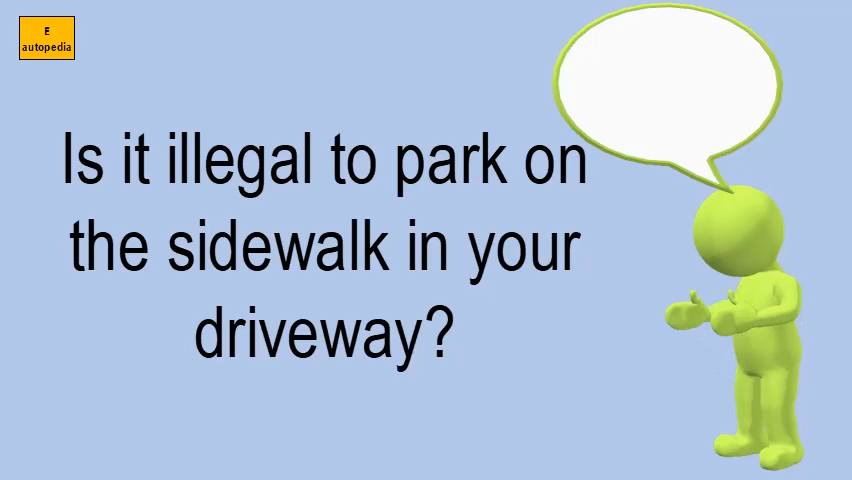 E
autopedia
Is it illegal to park on
the sidewalk in your
driveway?